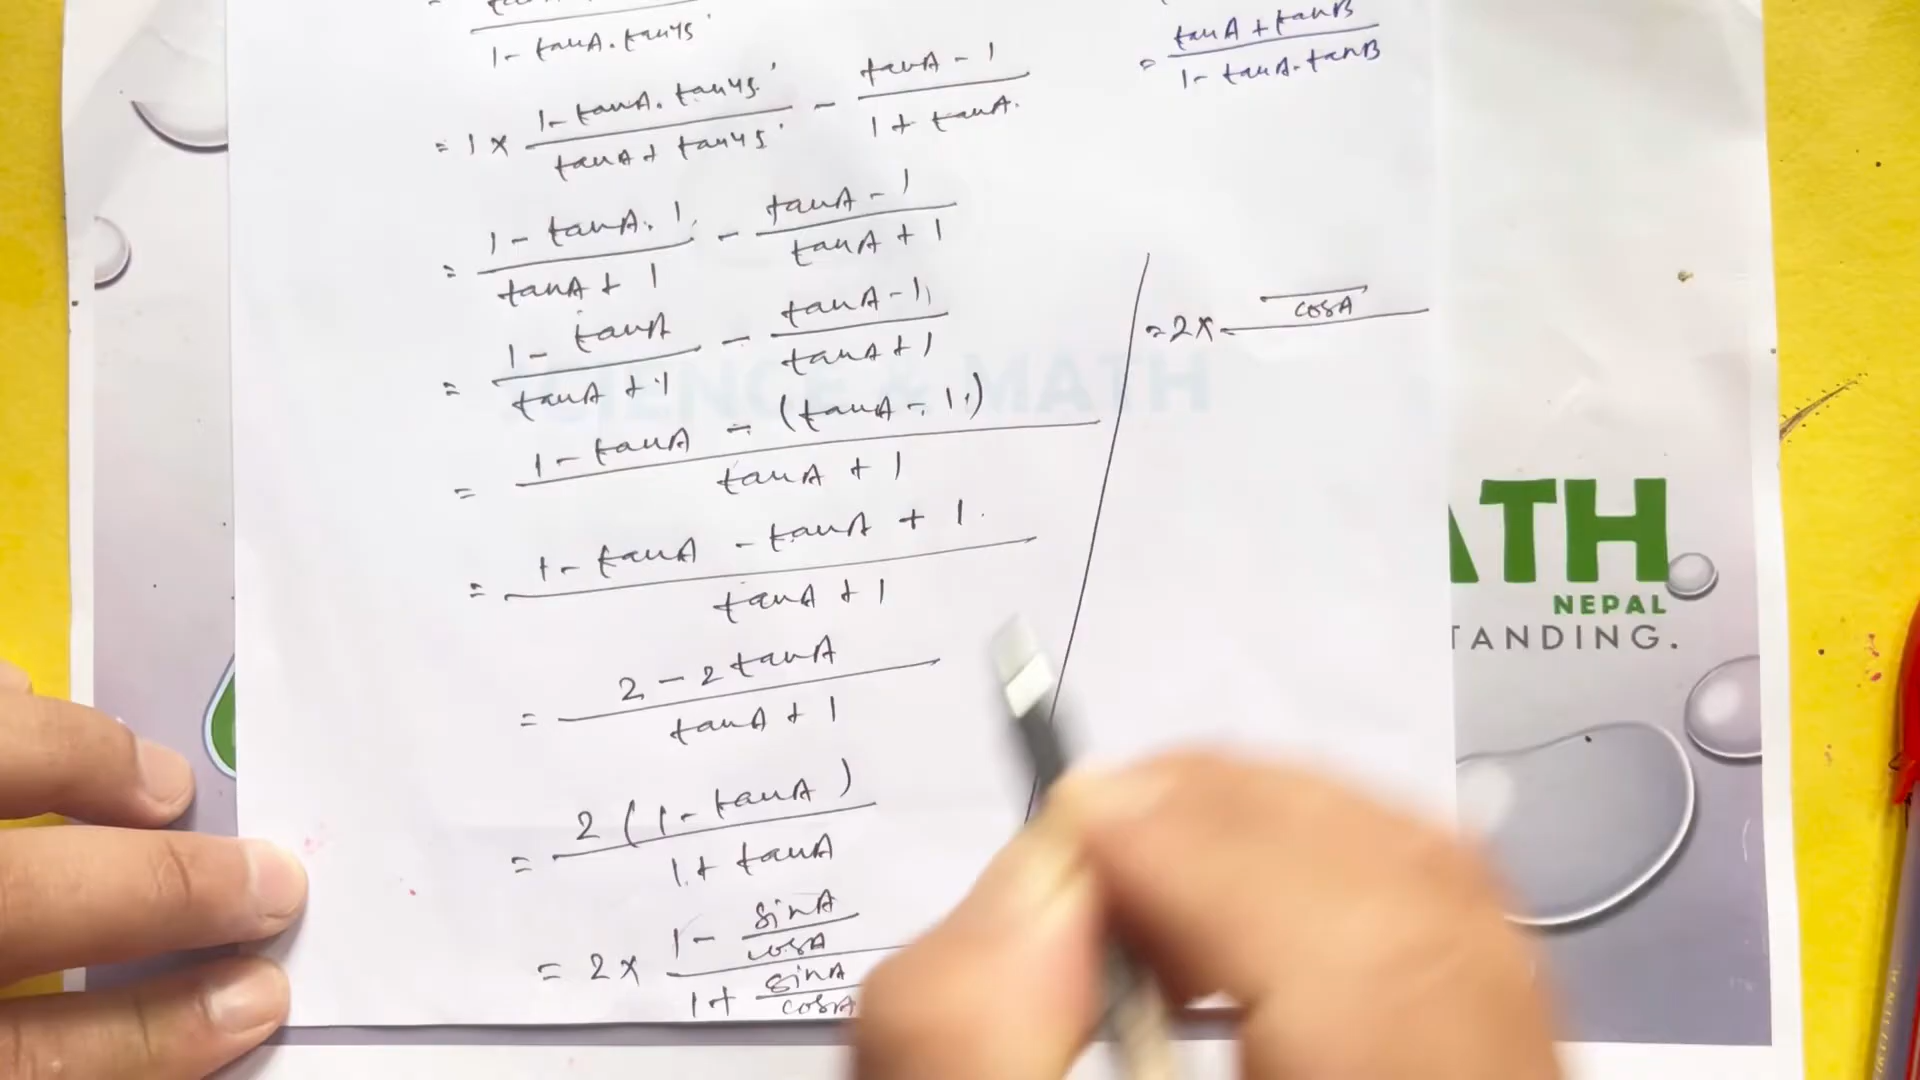 1 - tanA. tan45°
= 1 × (1 - tanA. tan45°)/(tanA + tan45°) - (tanA - 1)/(1 + tanA.)
= (1 - tanA. 1)/(tanA + 1) - (tanA - 1)/(tanA + 1)
= (1 - tanA)/(tanA + 1) - (tanA - 1)/(tanA + 1)
= (1 - tanA - (tanA - 1))/(tanA + 1)
= (1 - tanA - tanA + 1)/(tanA + 1)
= (2 - 2 tanA)/(tanA + 1)
= 2 (1 - tanA)/(1 + tanA)
= 2 × (1 - sinA/cosA)/(1 + sinA/cosA)
= (tanA + tanB)/(1 - tanA. tanB)
= 2 × cosA
SCIENCE & MATH
ATH
NEPAL
TANDING.